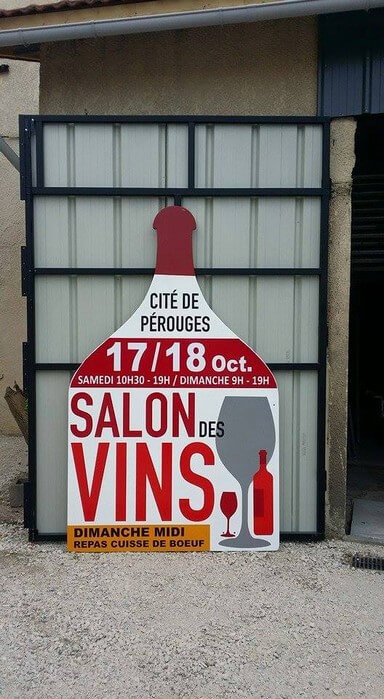 CITÉ DE
PÉROUGES
17/18 Oct.
SAMEDI 10H30 - 19H / DIMANCHE 9H - 19H
SALON DES
VINS
DIMANCHE MIDI
REPAS CUISSE DE BOEUF